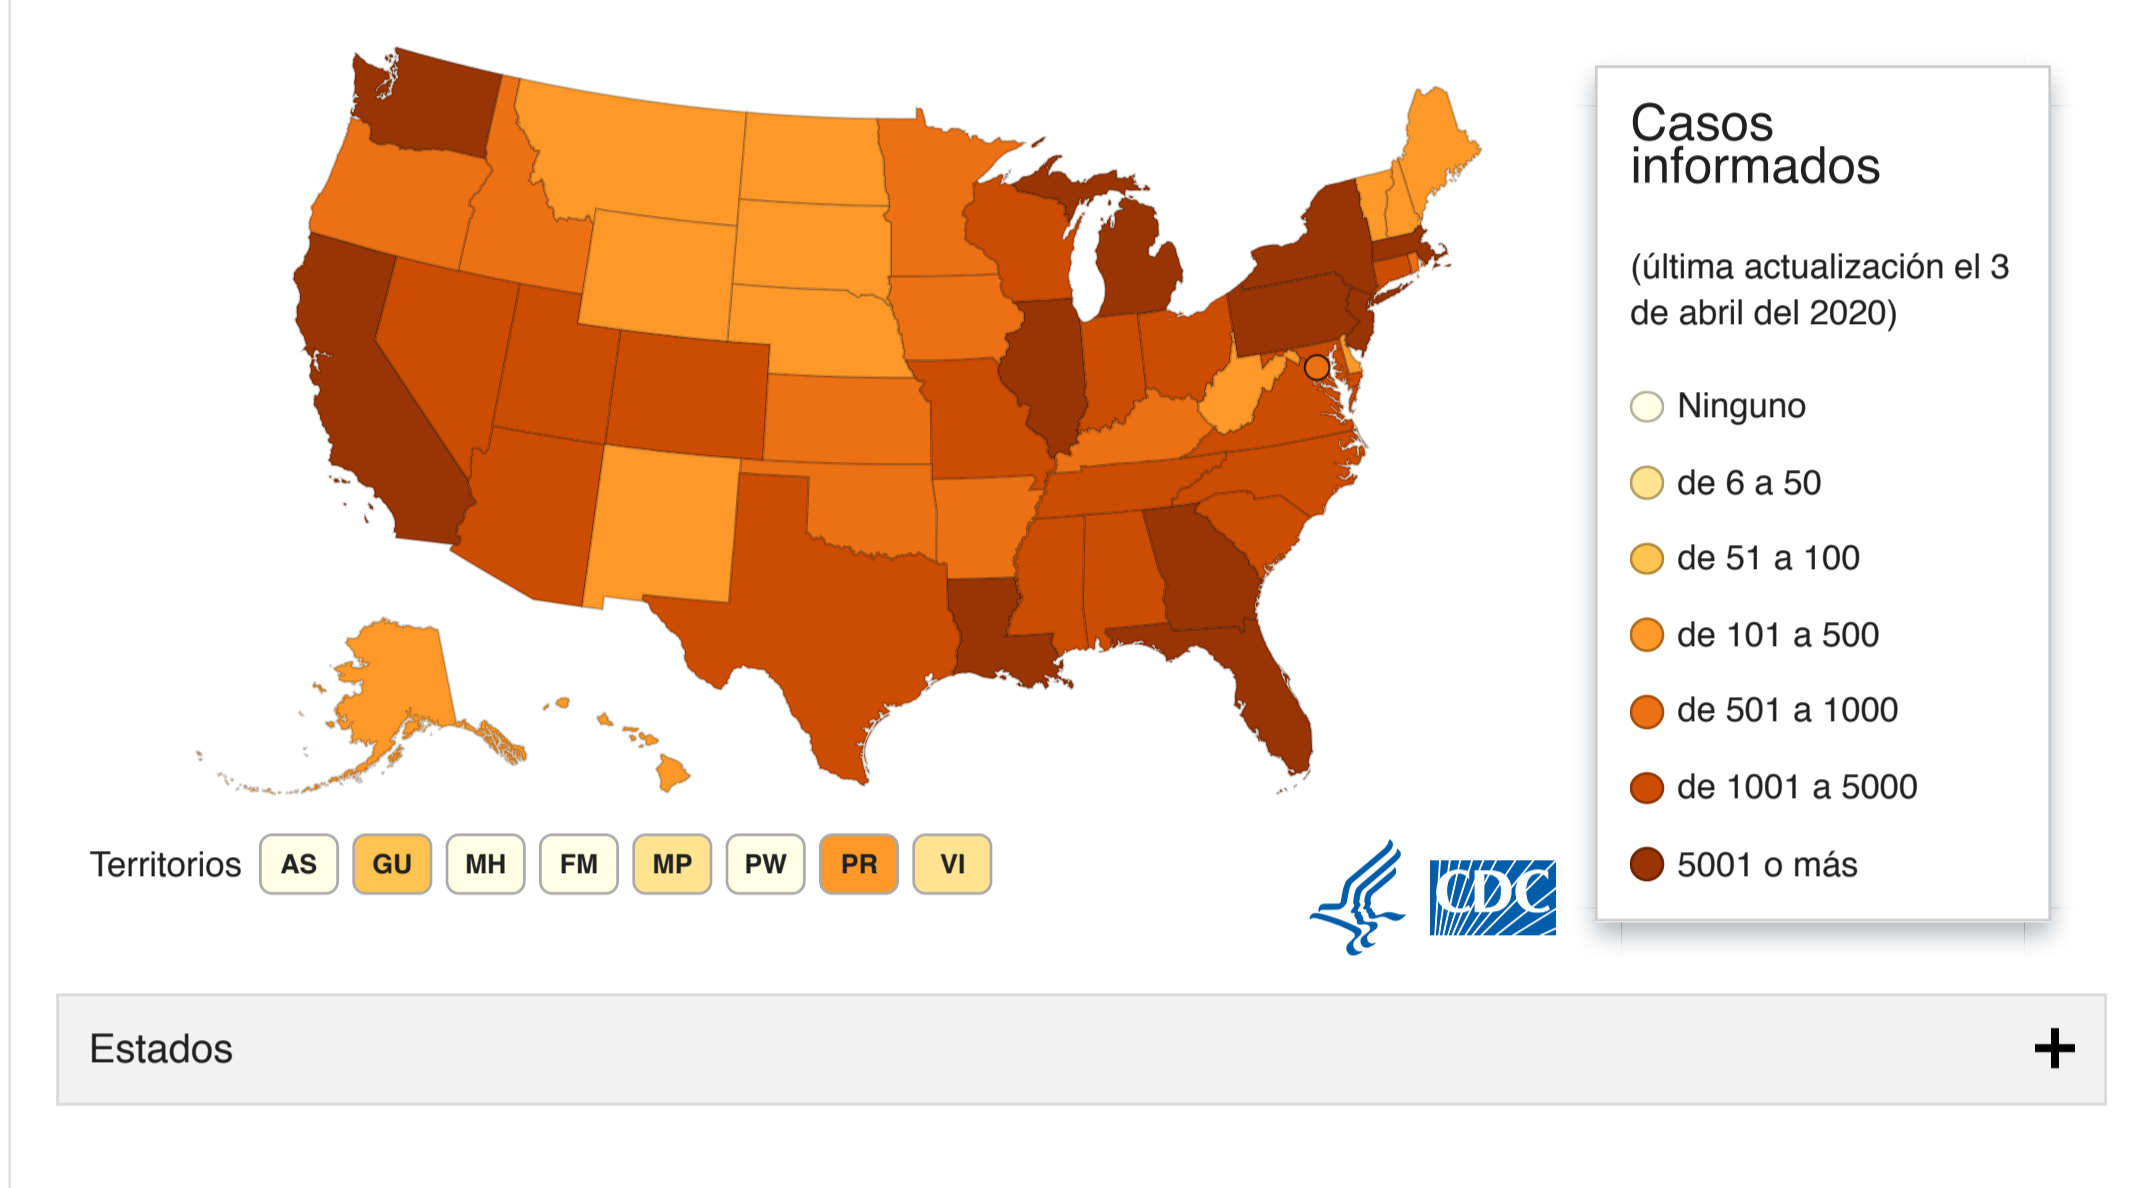 Casos
informados
(última actualización el 3
de abril del 2020)
Ninguno
de 6 a 50
de 51 a 100
de 101 a 500
de 501 a 1000
de 1001 a 5000
5001 o más
Territorios AS GU MH FM MP PW PR VI
CDC
Estados +